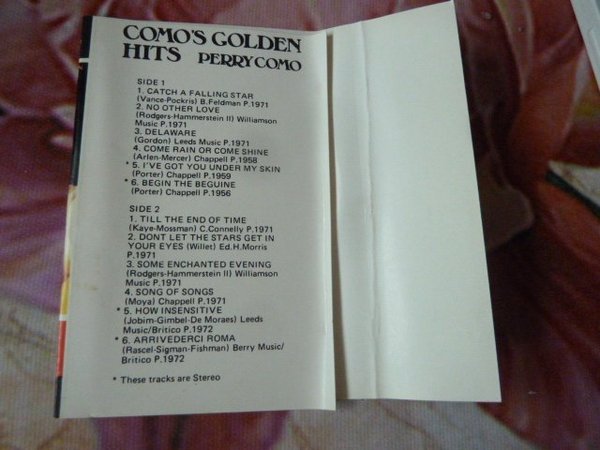 COMO'S GOLDEN
HITS PERRY COMO
SIDE 1
1. CATCH A FALLING STAR
(Vance-Pockris) B.Feldman P.1971
2. NO OTHER LOVE
(Rodgers-Hammerstein II) Williamson
Music P.1971
3. DELAWARE
(Gordon) Leeds Music P.1971
4. COME RAIN OR COME SHINE
(Arlen-Mercer) Chappell P.1958
* 5. I'VE GOT YOU UNDER MY SKIN
(Porter) Chappell P.1959
* 6. BEGIN THE BEGUINE
(Porter) Chappell P.1956
SIDE 2
1. TILL THE END OF TIME
(Kaye-Mossman) C.Connelly P.1971
2. DONT LET THE STARS GET IN
YOUR EYES (Willet) Ed.H.Morris
P.1971
3. SOME ENCHANTED EVENING
(Rodgers-Hammerstein II) Williamson
Music P.1971
4. SONG OF SONGS
(Moya) Chappell P.1971
* 5. HOW INSENSITIVE
(Jobim-Gimbel-De Moraes) Leeds
Music/Britico P.1972
* 6. ARRIVEDERCI ROMA
(Rascel-Sigman-Fishman) Berry Music/
Britico P.1972
* These tracks are Stereo